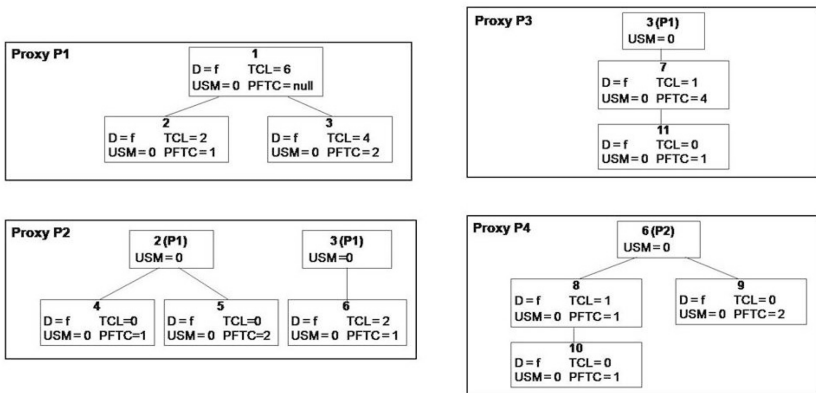 Proxy P1
1
D=f TCL=6
USM=0 PFTC=null
2
D=f TCL=2
USM=0 PFTC=1
3
D=f TCL=4
USM=0 PFTC=2
Proxy P3
3 (P1)
USM=0
7
D=f TCL=1
USM=0 PFTC=4
11
D=f TCL=0
USM=0 PFTC=1
Proxy P2
2 (P1)
USM=0
3 (P1)
USM=0
4
D=f TCL=0
USM=0 PFTC=1
5
D=f TCL=0
USM=0 PFTC=2
6
D=f TCL=2
USM=0 PFTC=1
Proxy P4
6 (P2)
USM=0
8
D=f TCL=1
USM=0 PFTC=1
9
D=f TCL=0
USM=0 PFTC=2
10
D=f TCL=0
USM=0 PFTC=1